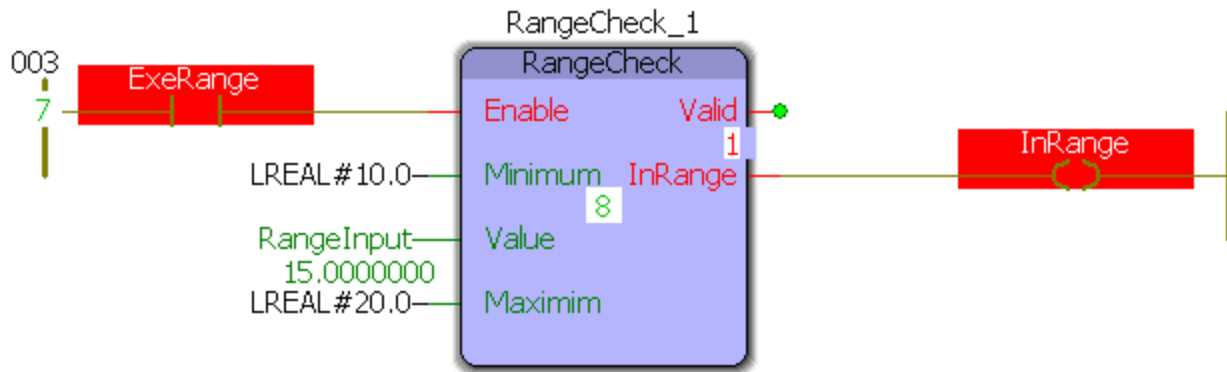 RangeCheck_1
003
RangeCheck
ExeRange
7
Enable
Valid
1
InRange
LREAL#10.0
Minimum
InRange
8
RangeInput
Value
15.0000000
LREAL#20.0
Maximim